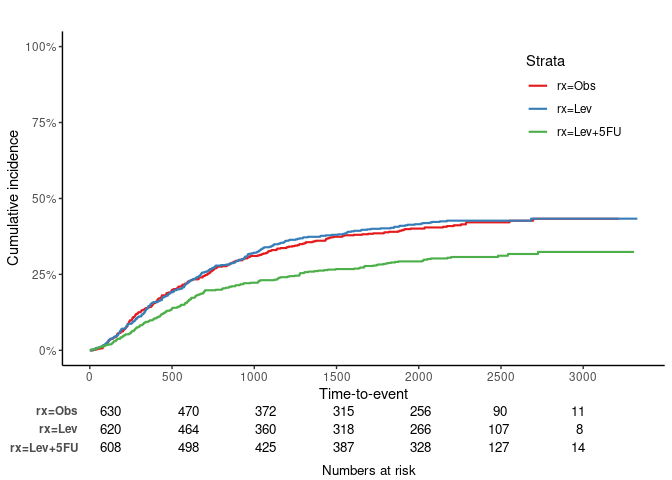 100%
75%
50%
25%
0%
Cumulative incidence
Strata
rx=Obs
rx=Lev
rx=Lev+5FU
0 500 1000 1500 2000 2500 3000
Time-to-event
rx=Obs 630 470 372 315 256 90 11
rx=Lev 620 464 360 318 266 107 8
rx=Lev+5FU 608 498 425 387 328 127 14
Numbers at risk